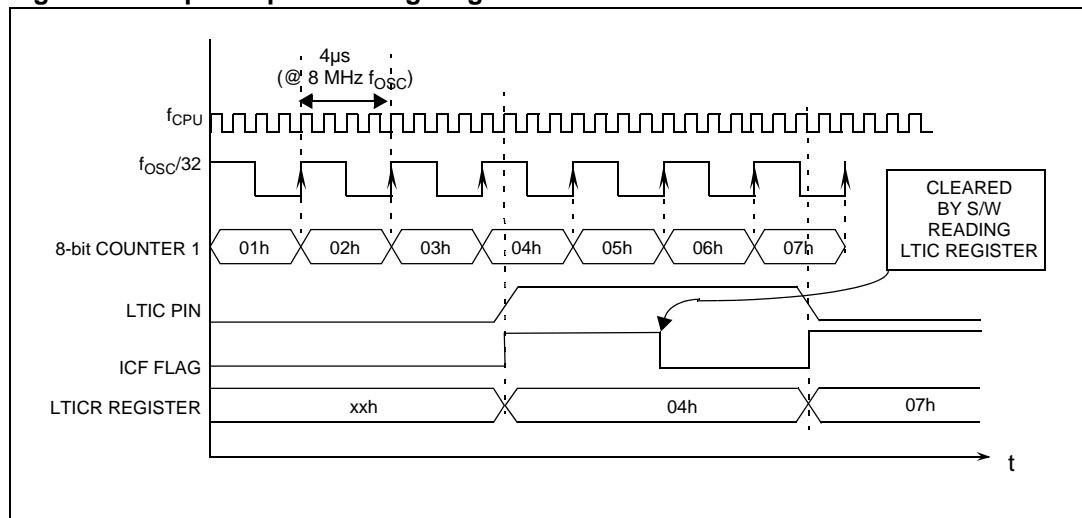 4µs
(@ 8 MHz fOSC)
fCPU
fOSC/32
CLEARED
BY S/W
READING
LTIC REGISTER
8-bit COUNTER 1
01h 02h 03h 04h 05h 06h 07h
LTIC PIN
ICF FLAG
LTICR REGISTER
xxh 04h 07h
t